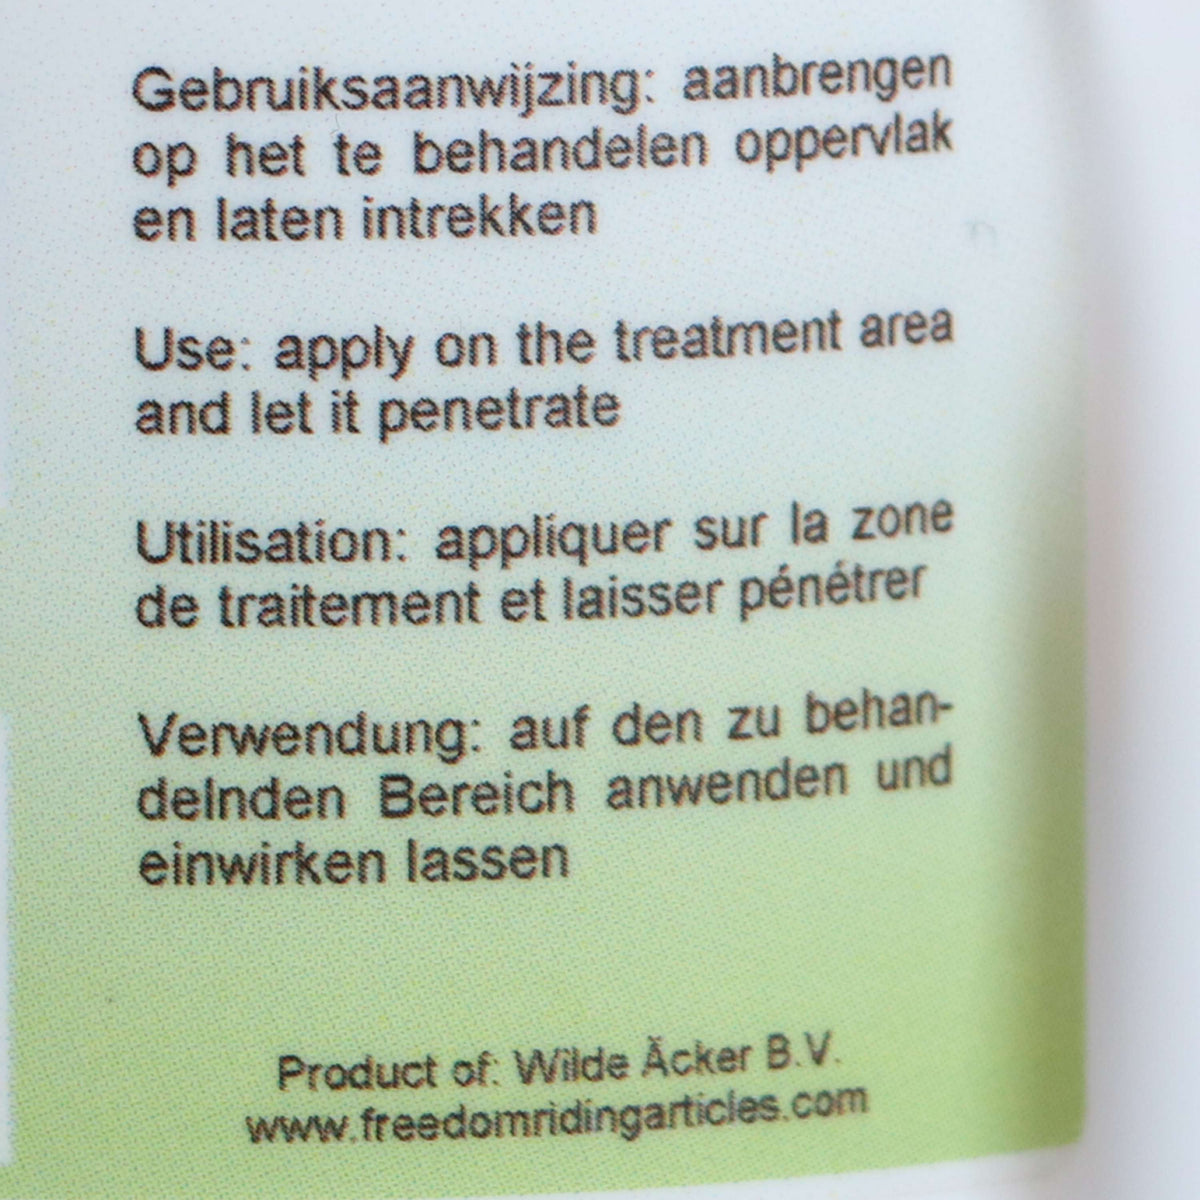 Gebruiksaanwijzing: aanbrengen
op het te behandelen oppervlak
en laten intrekken
Use: apply on the treatment area
and let it penetrate
Utilisation: appliquer sur la zone
de traitement et laisser pénétrer
Verwendung: auf den zu behan-
delnden Bereich anwenden und
einwirken lassen
Product of: Wilde Äcker B.V.
www.freedomridingarticles.com